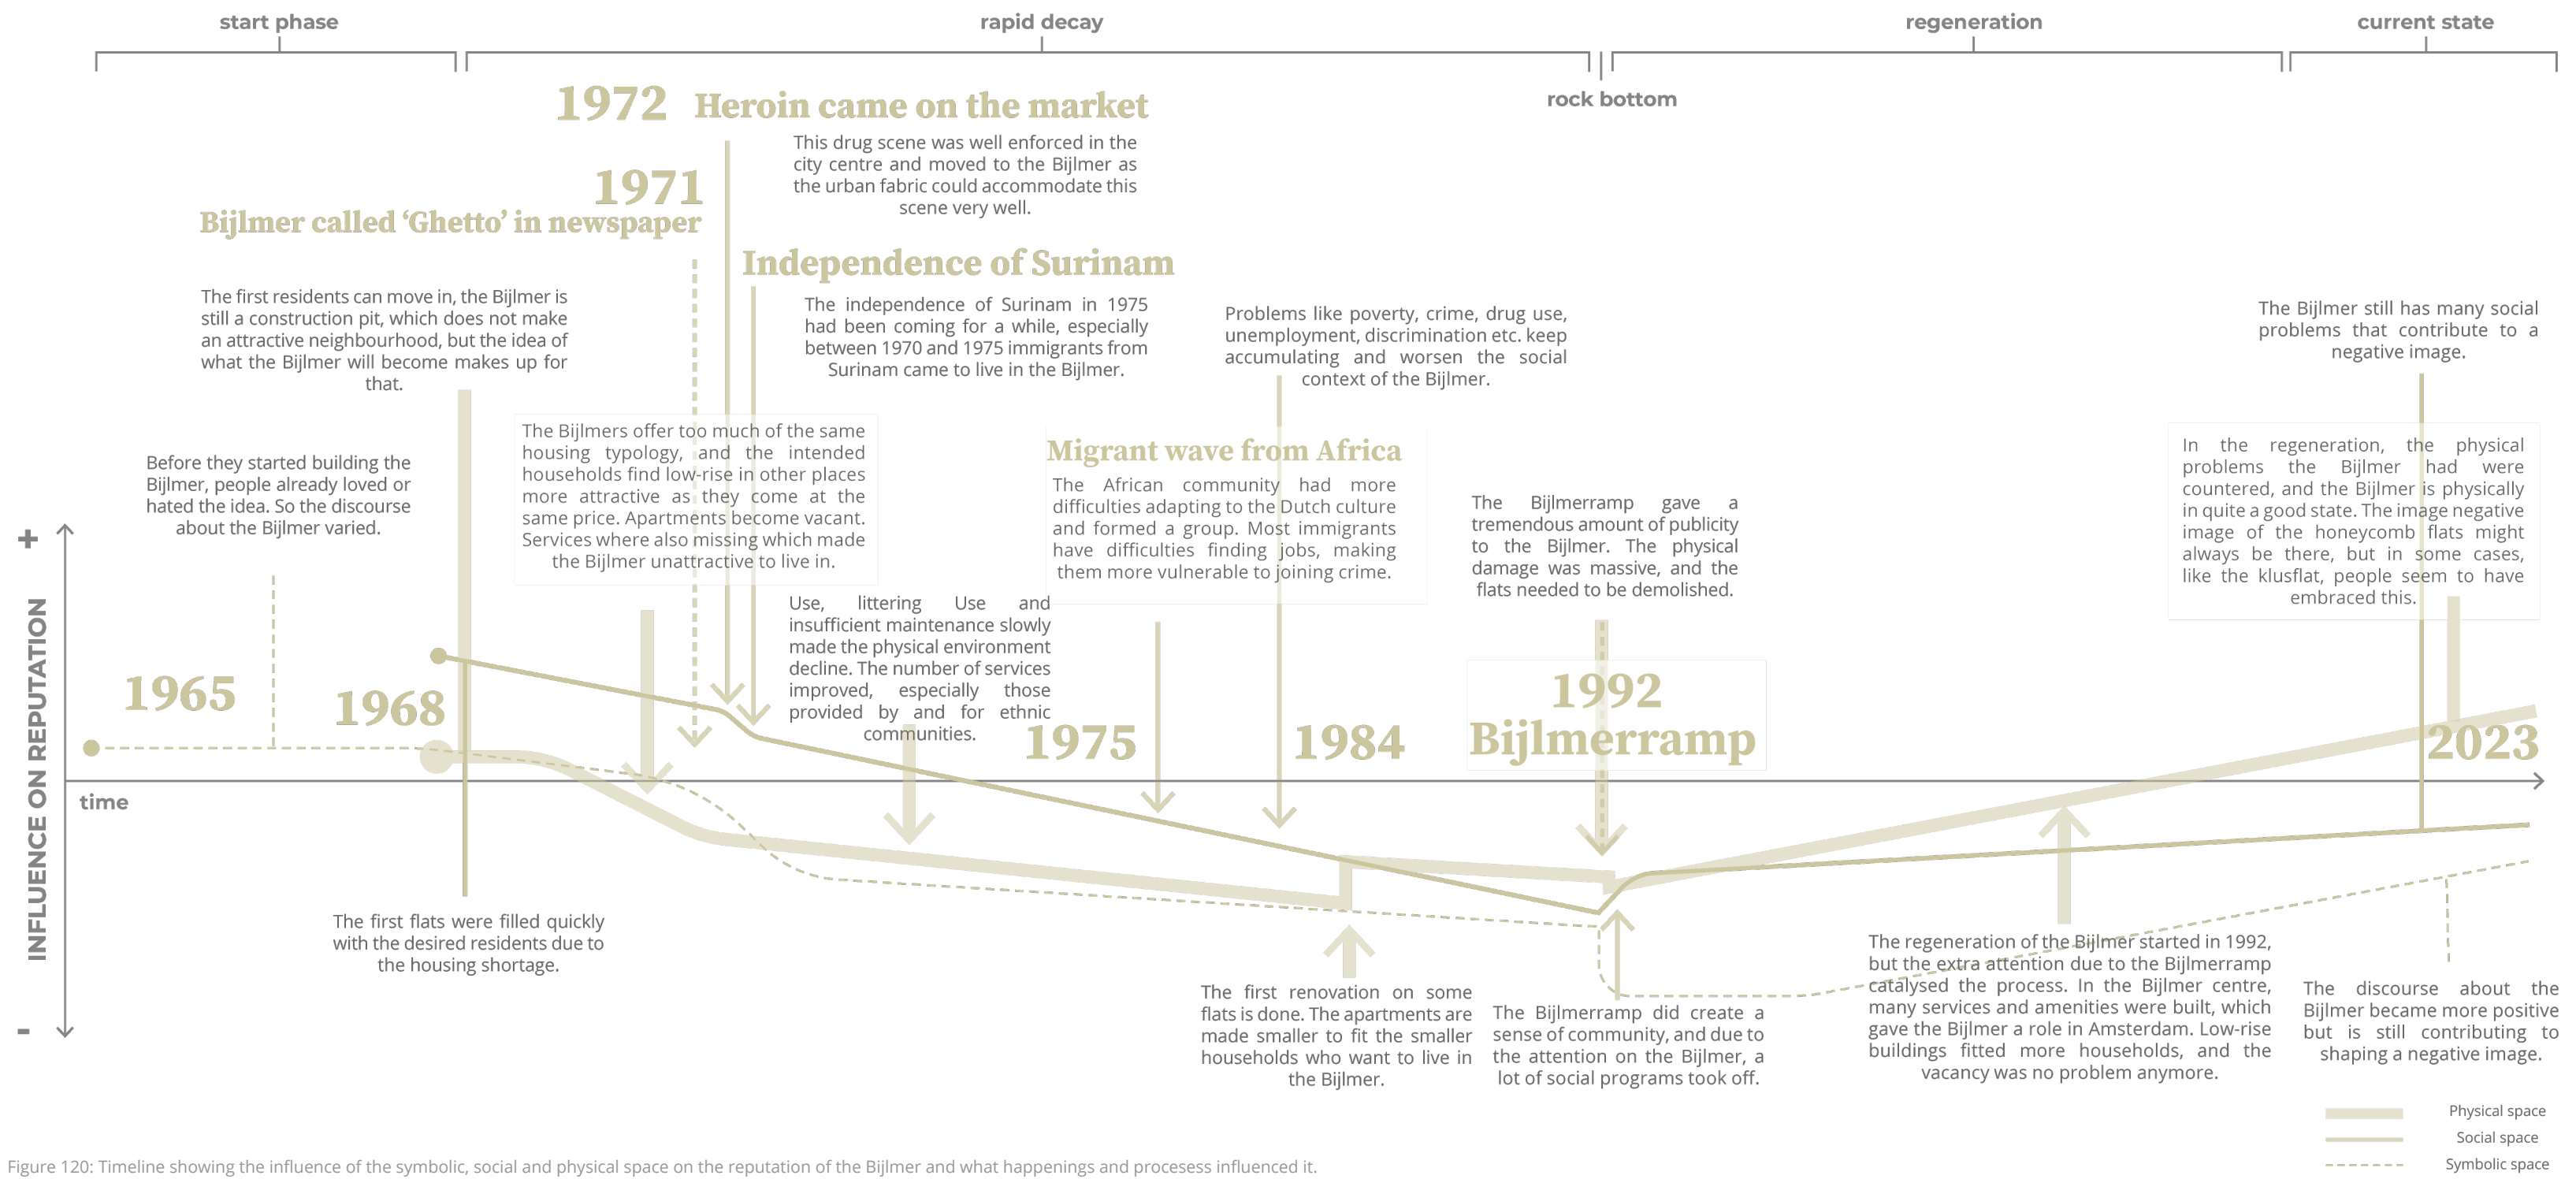 start phase
rapid decay
regeneration
current state
rock bottom
1972 Heroin came on the market
This drug scene was well enforced in the
city centre and moved to the Bijlmer as
the urban fabric could accommodate this
scene very well.
1971
Bijlmer called ‘Ghetto’ in newspaper
Independence of Surinam
The independence of Surinam in 1975
had been coming for a while, especially
between 1970 and 1975 immigrants from
Surinam came to live in the Bijlmer.
The first residents can move in, the Bijlmer is
still a construction pit, which does not make
an attractive neighbourhood, but the idea of
what the Bijlmer will become makes up for
that.
Problems like poverty, crime, drug use,
unemployment, discrimination etc. keep
accumulating and worsen the social
context of the Bijlmer.
The Bijlmer still has many social
problems that contribute to a
negative image.
Before they started building the
Bijlmer, people already loved or
hated the idea. So the discourse
about the Bijlmer varied.
The Bijlmers offer too much of the same
housing typology, and the intended
households find low-rise in other places
more attractive as they come at the
same price. Apartments become vacant.
Services where also missing which made
the Bijlmer unattractive to live in.
Migrant wave from Africa
The African community had more
difficulties adapting to the Dutch culture
and formed a group. Most immigrants
have difficulties finding jobs, making
them more vulnerable to joining crime.
The Bijlmerramp gave a
tremendous amount of publicity
to the Bijlmer. The physical
damage was massive, and the
flats needed to be demolished.
In the regeneration, the physical
problems the Bijlmer had were
countered, and the Bijlmer is physically
in quite a good state. The image negative
image of the honeycomb flats might
always be there, but in some cases,
like the klusflat, people seem to have
embraced this.
Use, littering Use and
insufficient maintenance slowly
made the physical environment
decline. The number of services
improved, especially those
provided by and for ethnic
communities.
+
INFLUENCE ON REPUTATION
-
1965
1968
1975
1984
1992
Bijlmerramp
2023
time
The first flats were filled quickly
with the desired residents due to
the housing shortage.
The first renovation on some
flats is done. The apartments are
made smaller to fit the smaller
households who want to live in
the Bijlmer.
The Bijlmerramp did create a
sense of community, and due to
the attention on the Bijlmer, a
lot of social programs took off.
The regeneration of the Bijlmer started in 1992,
but the extra attention due to the Bijlmerramp
catalysed the process. In the Bijlmer centre,
many services and amenities were built, which
gave the Bijlmer a role in Amsterdam. Low-rise
buildings fitted more households, and the
vacancy was no problem anymore.
The discourse about the
Bijlmer became more positive
but is still contributing to
shaping a negative image.
Physical space
Social space
Symbolic space
Figure 120: Timeline showing the influence of the symbolic, social and physical space on the reputation of the Bijlmer and what happenings and procesess influenced it.